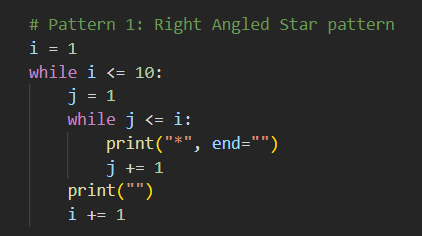 # Pattern 1: Right Angled Star pattern
i = 1
while i <= 10:
    j = 1
    while j <= i:
        print("*", end="")
        j += 1
    print("")
    i += 1